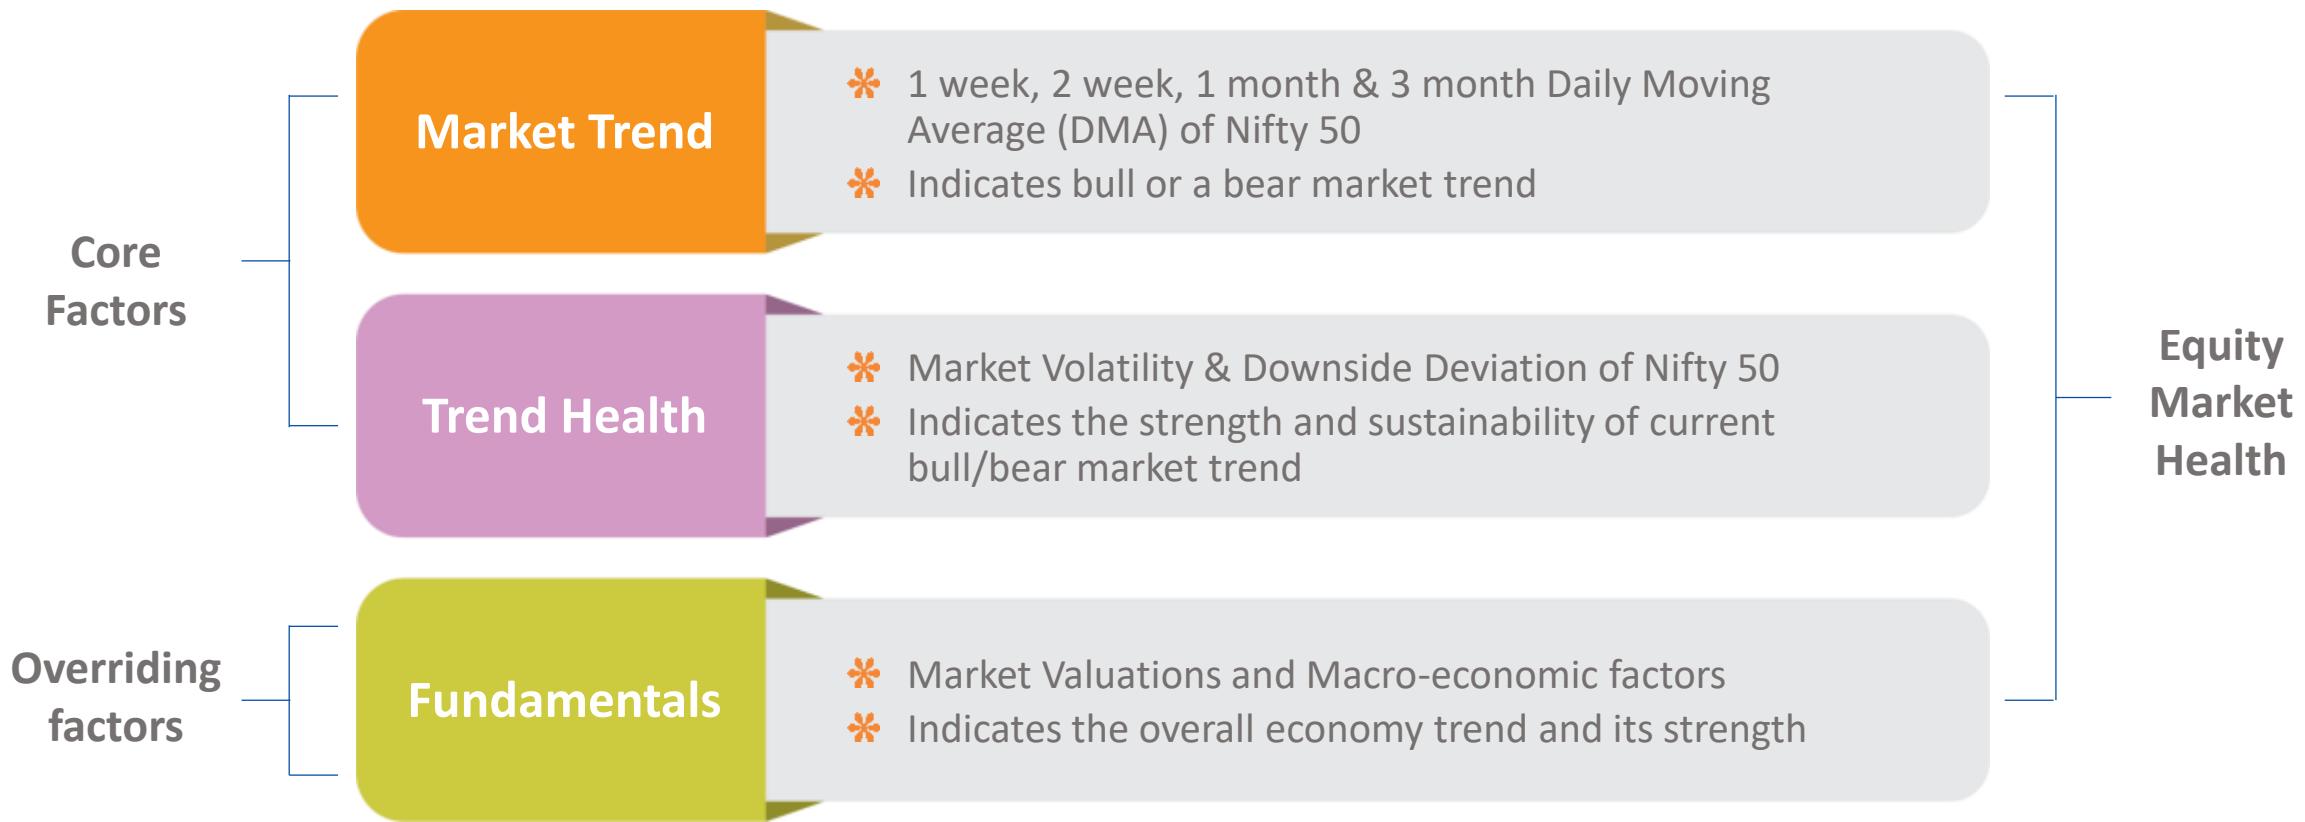 Core
Factors
Market Trend
1 week, 2 week, 1 month & 3 month Daily Moving
Average (DMA) of Nifty 50
Indicates bull or a bear market trend
Trend Health
Market Volatility & Downside Deviation of Nifty 50
Indicates the strength and sustainability of current
bull/bear market trend
Overriding
factors
Fundamentals
Market Valuations and Macro-economic factors
Indicates the overall economy trend and its strength
Equity
Market
Health